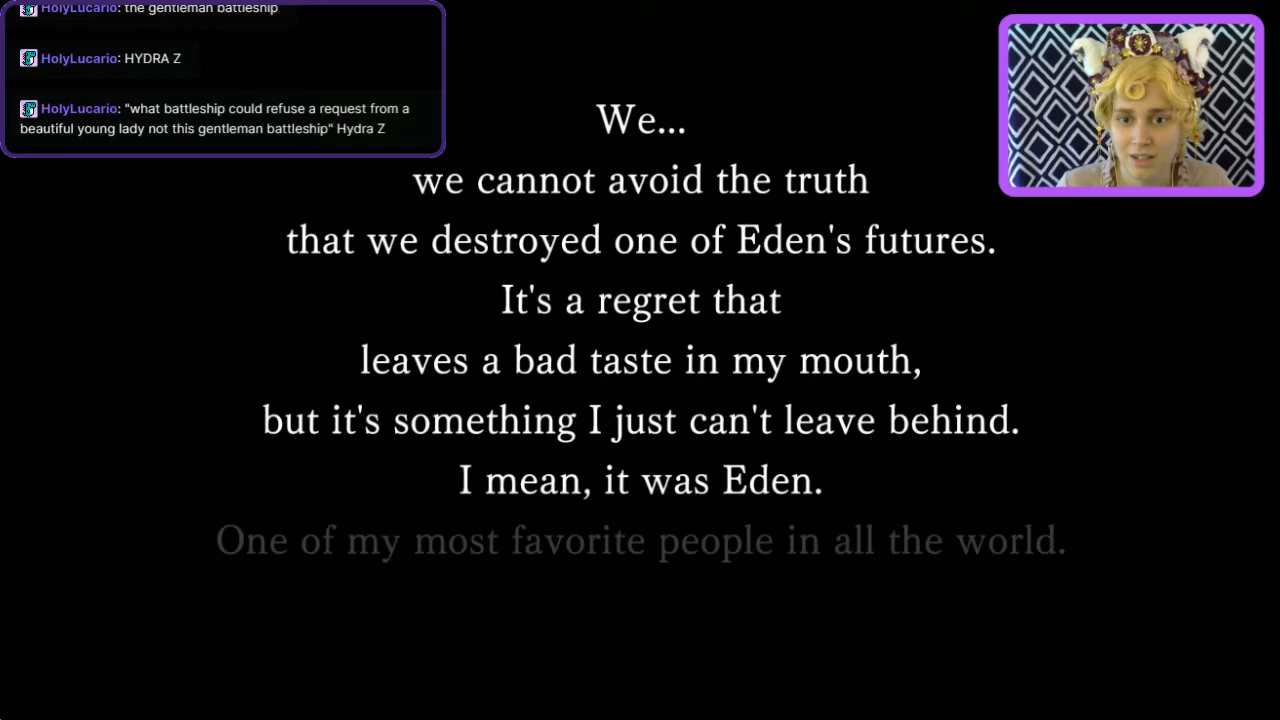 HolyLucario: the gentleman battleship
HolyLucario: HYDRA Z
HolyLucario: "what battleship could refuse a request from a
beautiful young lady not this gentleman battleship" Hydra Z
We...
we cannot avoid the truth
that we destroyed one of Eden's futures.
It's a regret that
leaves a bad taste in my mouth,
but it's something I just can't leave behind.
I mean, it was Eden.
One of my most favorite people in all the world.